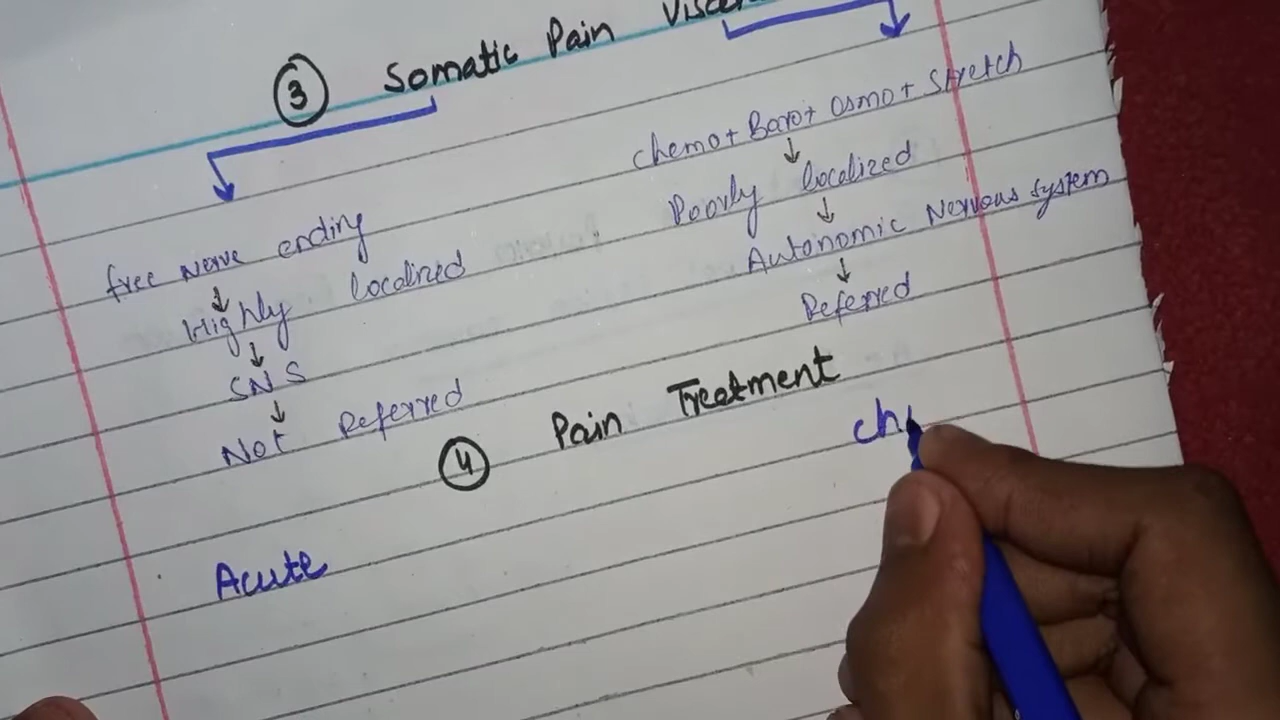 3 Somatic Pain
free Nerve ending
↓
Highly localized
↓
SNS
↓
Not Referred
chemo + Baro + Osmo + Stretch
↓
Poorly localized
↓
Autonomic Nervous System
↓
Referred
4 Pain Treatment
Acute